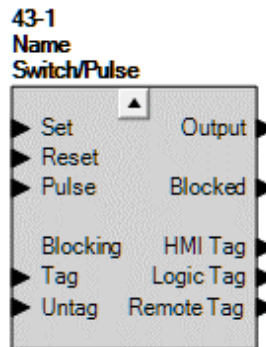 43-1
Name
Switch/Pulse
Set Output
Reset
Pulse Blocked
Blocking HMI Tag
Tag Logic Tag
Untag Remote Tag